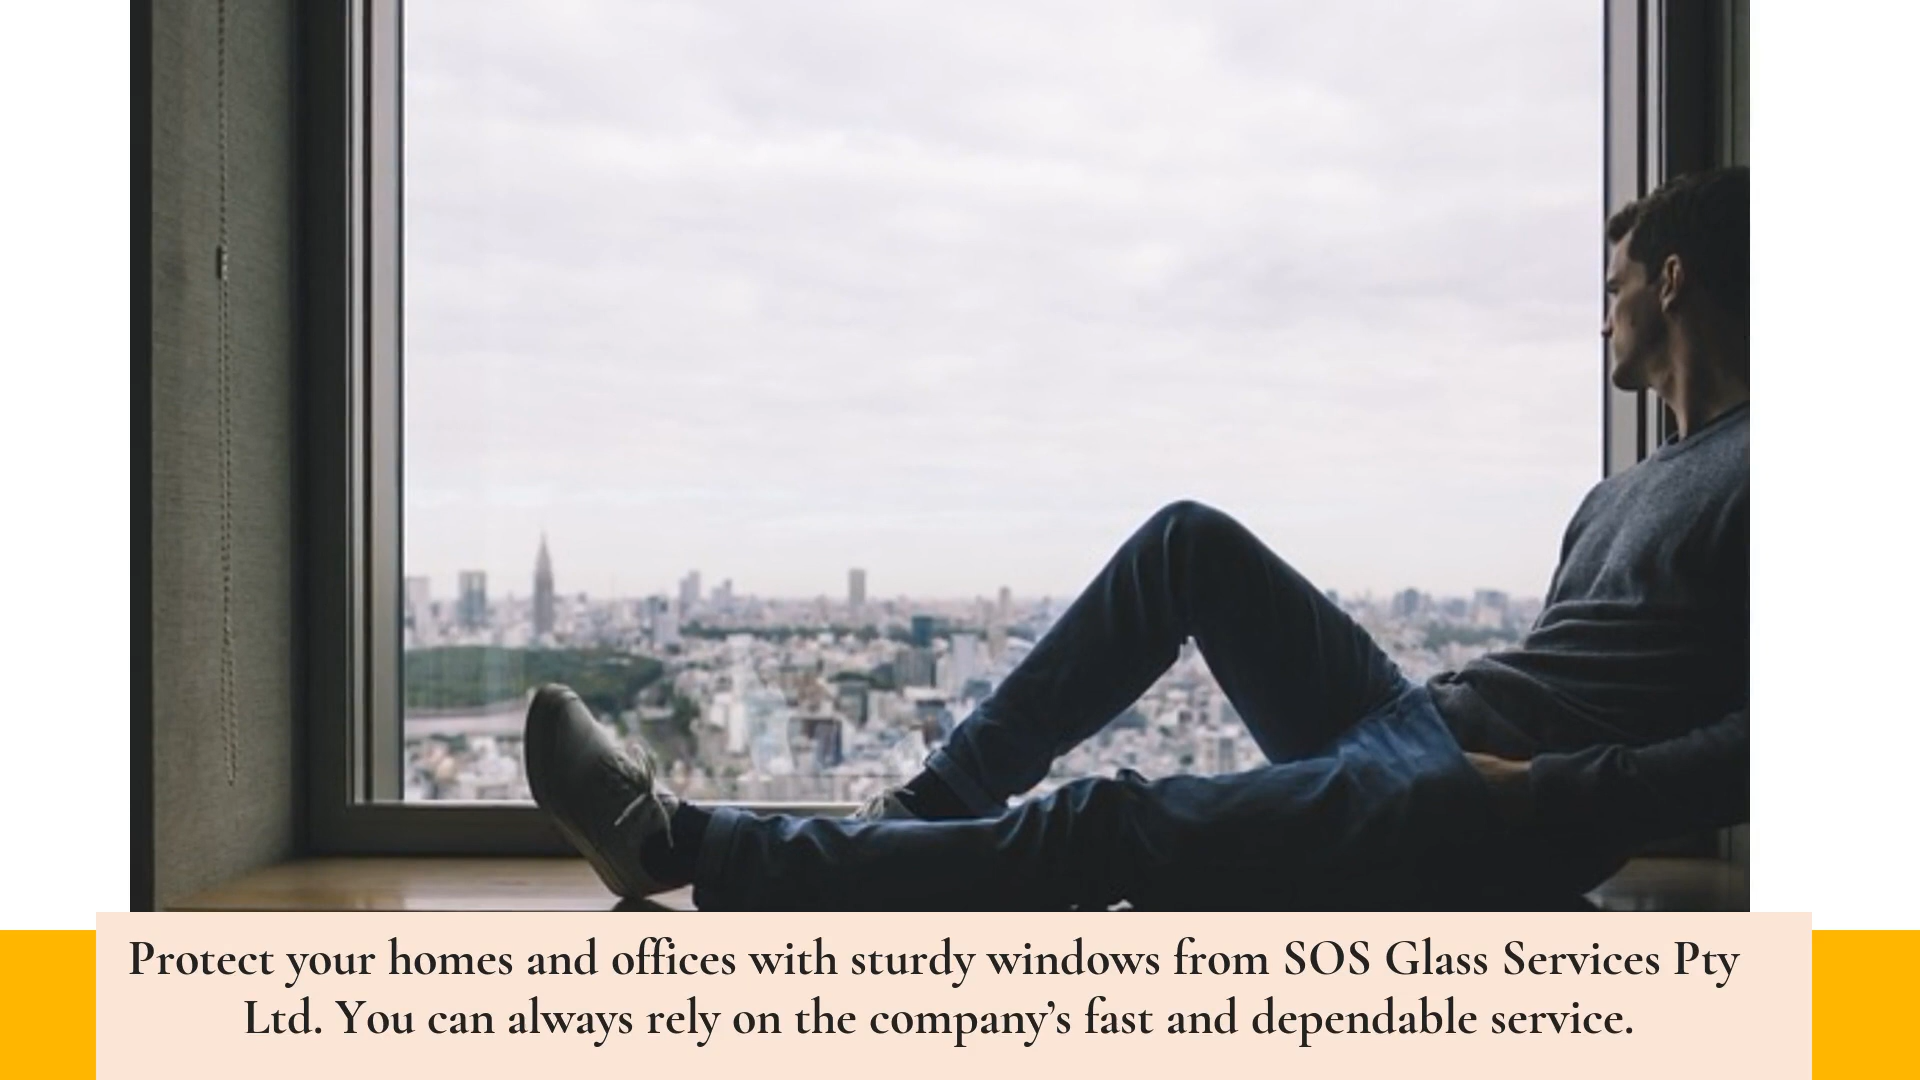 Protect your homes and offices with sturdy windows from SOS Glass Services Pty
Ltd. You can always rely on the company’s fast and dependable service.